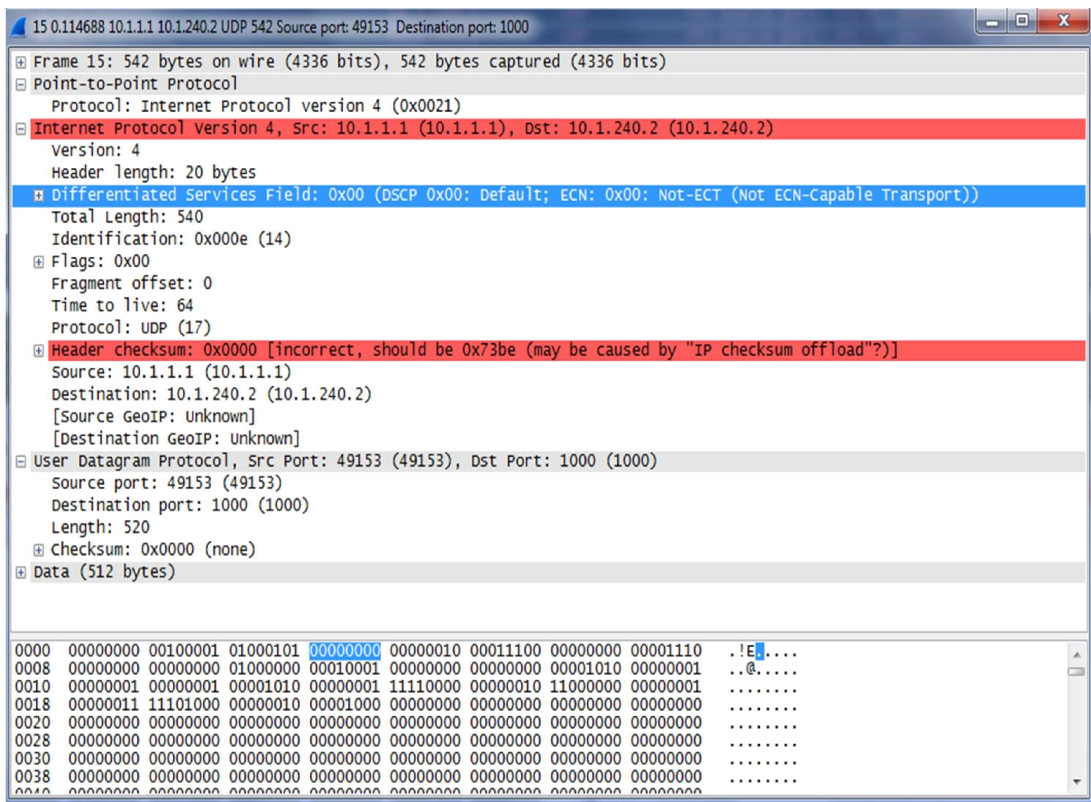 15 0.114688 10.1.1.1 10.1.240.2 UDP 542 Source port: 49153 Destination port: 1000
Frame 15: 542 bytes on wire (4336 bits), 542 bytes captured (4336 bits)
Point-to-Point Protocol
Protocol: Internet Protocol version 4 (0x0021)
Internet Protocol Version 4, Src: 10.1.1.1 (10.1.1.1), Dst: 10.1.240.2 (10.1.240.2)
Version: 4
Header length: 20 bytes
Differentiated Services Field: 0x00 (DSCP 0x00: Default; ECN: 0x00: Not-ECT (Not ECN-Capable Transport))
Total Length: 540
Identification: 0x000e (14)
Flags: 0x00
Fragment offset: 0
Time to live: 64
Protocol: UDP (17)
Header checksum: 0x0000 [incorrect, should be 0x73be (may be caused by "IP checksum offload"?)]
Source: 10.1.1.1 (10.1.1.1)
Destination: 10.1.240.2 (10.1.240.2)
[Source GeoIP: Unknown]
[Destination GeoIP: Unknown]
User Datagram Protocol, Src Port: 49153 (49153), Dst Port: 1000 (1000)
Source port: 49153 (49153)
Destination port: 1000 (1000)
Length: 520
Checksum: 0x0000 (none)
Data (512 bytes)
0000 00000000 00100001 01000101 00000000 00000010 00011100 00000000 00001110 .!E.....
0008 00000000 00000000 01000000 00010001 00000000 00000000 00001010 00000001 ..@.....
0010 00000001 00000001 00001010 00000001 11110000 00000010 11000000 00000001 ........
0018 00000011 11101000 00000010 00001000 00000000 00000000 00000000 00000000 ........
0020 00000000 00000000 00000000 00000000 00000000 00000000 00000000 00000000 ........
0028 00000000 00000000 00000000 00000000 00000000 00000000 00000000 00000000 ........
0030 00000000 00000000 00000000 00000000 00000000 00000000 00000000 00000000 ........
0038 00000000 00000000 00000000 00000000 00000000 00000000 00000000 00000000 ........